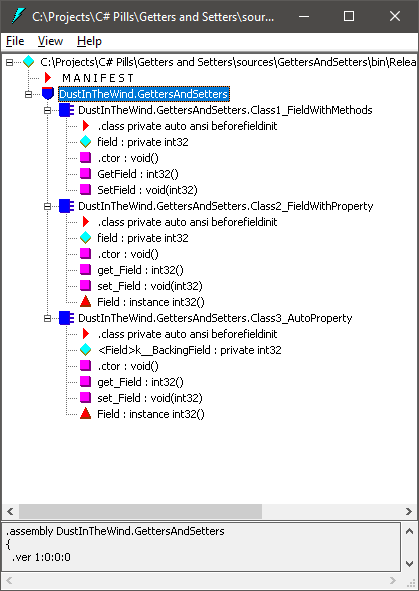 C:\Projects\C# Pills\Getters and Setters\sour...
File View Help
C:\Projects\C# Pills\Getters and Setters\sources\GettersAndSetters\bin\Relea
M A N I F E S T
DustInTheWind.GettersAndSetters
DustInTheWind.GettersAndSetters.Class1_FieldWithMethods
.class private auto ansi beforefieldinit
field : private int32
.ctor : void()
GetField : int32()
SetField : void(int32)
DustInTheWind.GettersAndSetters.Class2_FieldWithProperty
.class private auto ansi beforefieldinit
field : private int32
.ctor : void()
get_Field : int32()
set_Field : void(int32)
Field : instance int32()
DustInTheWind.GettersAndSetters.Class3_AutoProperty
.class private auto ansi beforefieldinit
<Field>k__BackingField : private int32
.ctor : void()
get_Field : int32()
set_Field : void(int32)
Field : instance int32()
.assembly DustInTheWind.GettersAndSetters
{
.ver 1:0:0:0